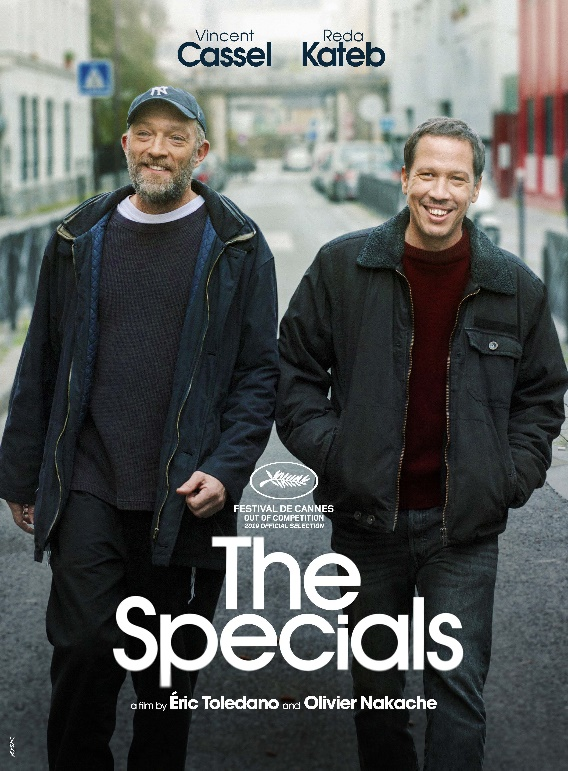 Vincent Reda
Cassel Kateb
NY
FESTIVAL DE CANNES
OUT OF COMPETITION
2019 OFFICIAL SELECTION
The
Specials
a film by Éric Toledano and Olivier Nakache